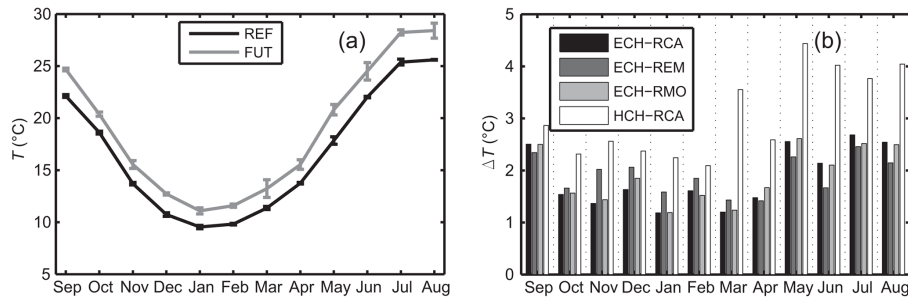 30
25
20
15
10
5
T (°C)
REF
FUT
(a)
Sep Oct Nov Dec Jan Feb Mar Apr May Jun Jul Aug
5
4
3
2
1
0
Δ T (°C)
ECH−RCA
ECH−REM
ECH−RMO
HCH−RCA
(b)
Sep Oct Nov Dec Jan Feb Mar Apr May Jun Jul Aug